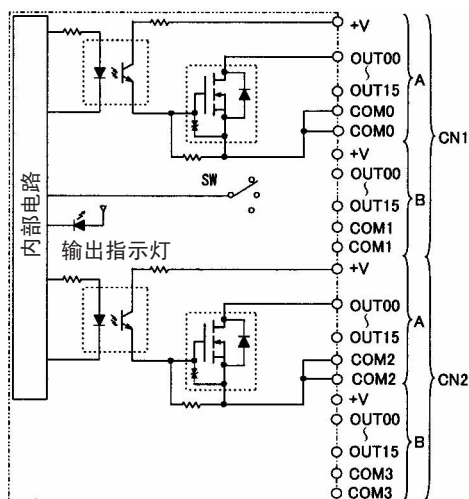 +V
OUT00
~
OUT15
COM0
COM0
A
CN1
+V
OUT00
~
OUT15
COM1
COM1
B
SW
内部电路
输出指示灯
+V
OUT00
~
OUT15
COM2
COM2
A
CN2
+V
OUT00
~
OUT15
COM3
COM3
B